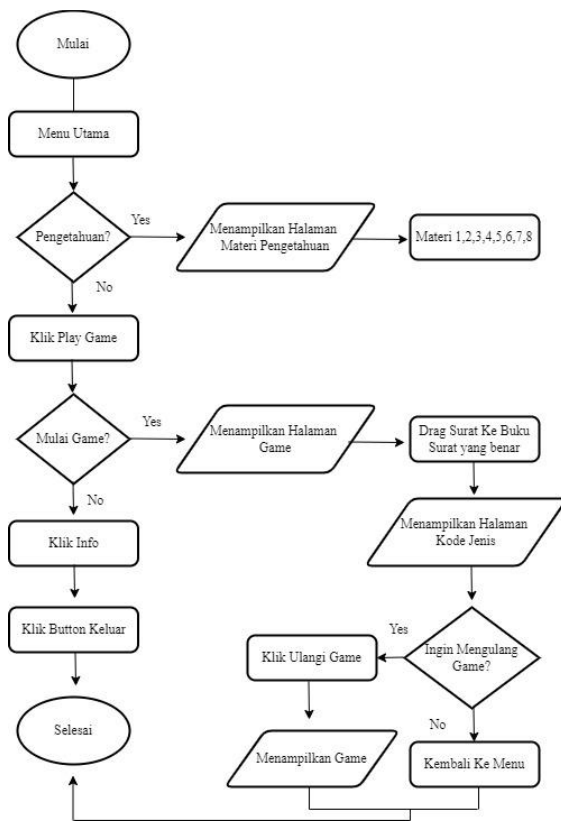 Mulai
Menu Utama
Pengetahuan?
Yes
Menampilkan Halaman
Materi Pengetahuan
Materi 1,2,3,4,5,6,7,8
No
Klik Play Game
Mulai Game?
Yes
Menampilkan Halaman
Game
Drag Surat Ke Buku
Surat yang benar
No
Menampilkan Halaman
Kode Jenis
Klik Info
Klik Button Keluar
Yes
Ingin Mengulang
Game?
Klik Ulangi Game
No
Selesai
Menampilkan Game
Kembali Ke Menu